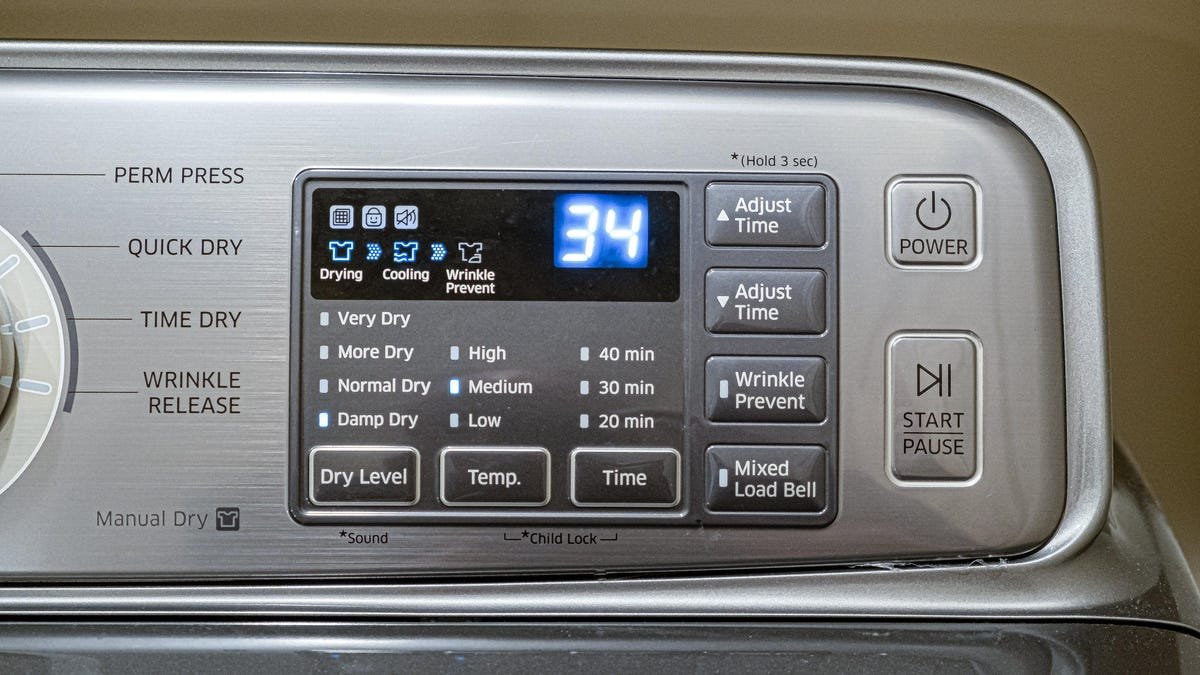 PERM PRESS
QUICK DRY
TIME DRY
WRINKLE
RELEASE
Manual Dry
34
Drying
Cooling
Wrinkle
Prevent
Very Dry
More Dry
High
40 min
Normal Dry
Medium
30 min
Damp Dry
Low
20 min
Dry Level
Temp.
Time
*Sound
*Child Lock
*(Hold 3 sec)
Adjust
Time
Adjust
Time
Wrinkle
Prevent
Mixed
Load Bell
POWER
START
PAUSE